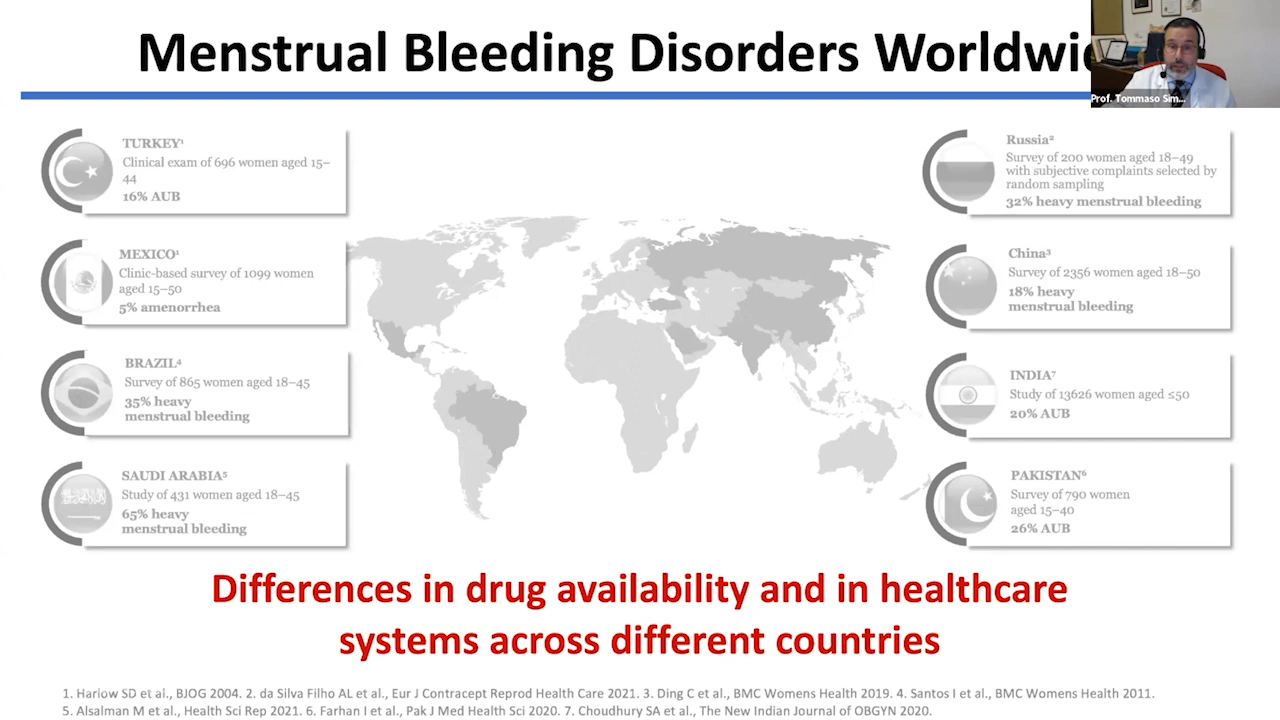 Menstrual Bleeding Disorders Worldwi
Prof. Tommaso Sim...
TURKEY¹
Clinical exam of 696 women aged 15–
44
16% AUB
MEXICO¹
Clinic-based survey of 1099 women
aged 15–50
5% amenorrhea
BRAZIL⁴
Survey of 865 women aged 18–45
35% heavy
menstrual bleeding
SAUDI ARABIA⁵
Study of 431 women aged 18–45
65% heavy
menstrual bleeding
Russia²
Survey of 200 women aged 18–49
with subjective complaints selected by
random sampling
32% heavy menstrual bleeding
China³
Survey of 2356 women aged 18–50
18% heavy
menstrual bleeding
INDIA⁷
Study of 13626 women aged ≤50
20% AUB
PAKISTAN⁶
Survey of 790 women
aged 15–40
26% AUB
Differences in drug availability and in healthcare
systems across different countries
1. Harlow SD et al., BJOG 2004. 2. da Silva Filho AL et al., Eur J Contracept Reprod Health Care 2021. 3. Ding C et al., BMC Womens Health 2019. 4. Santos I et al., BMC Womens Health 2011.
5. Alsalman M et al., Health Sci Rep 2021. 6. Farhan I et al., Pak J Med Health Sci 2020. 7. Choudhury SA et al., The New Indian Journal of OBGYN 2020.